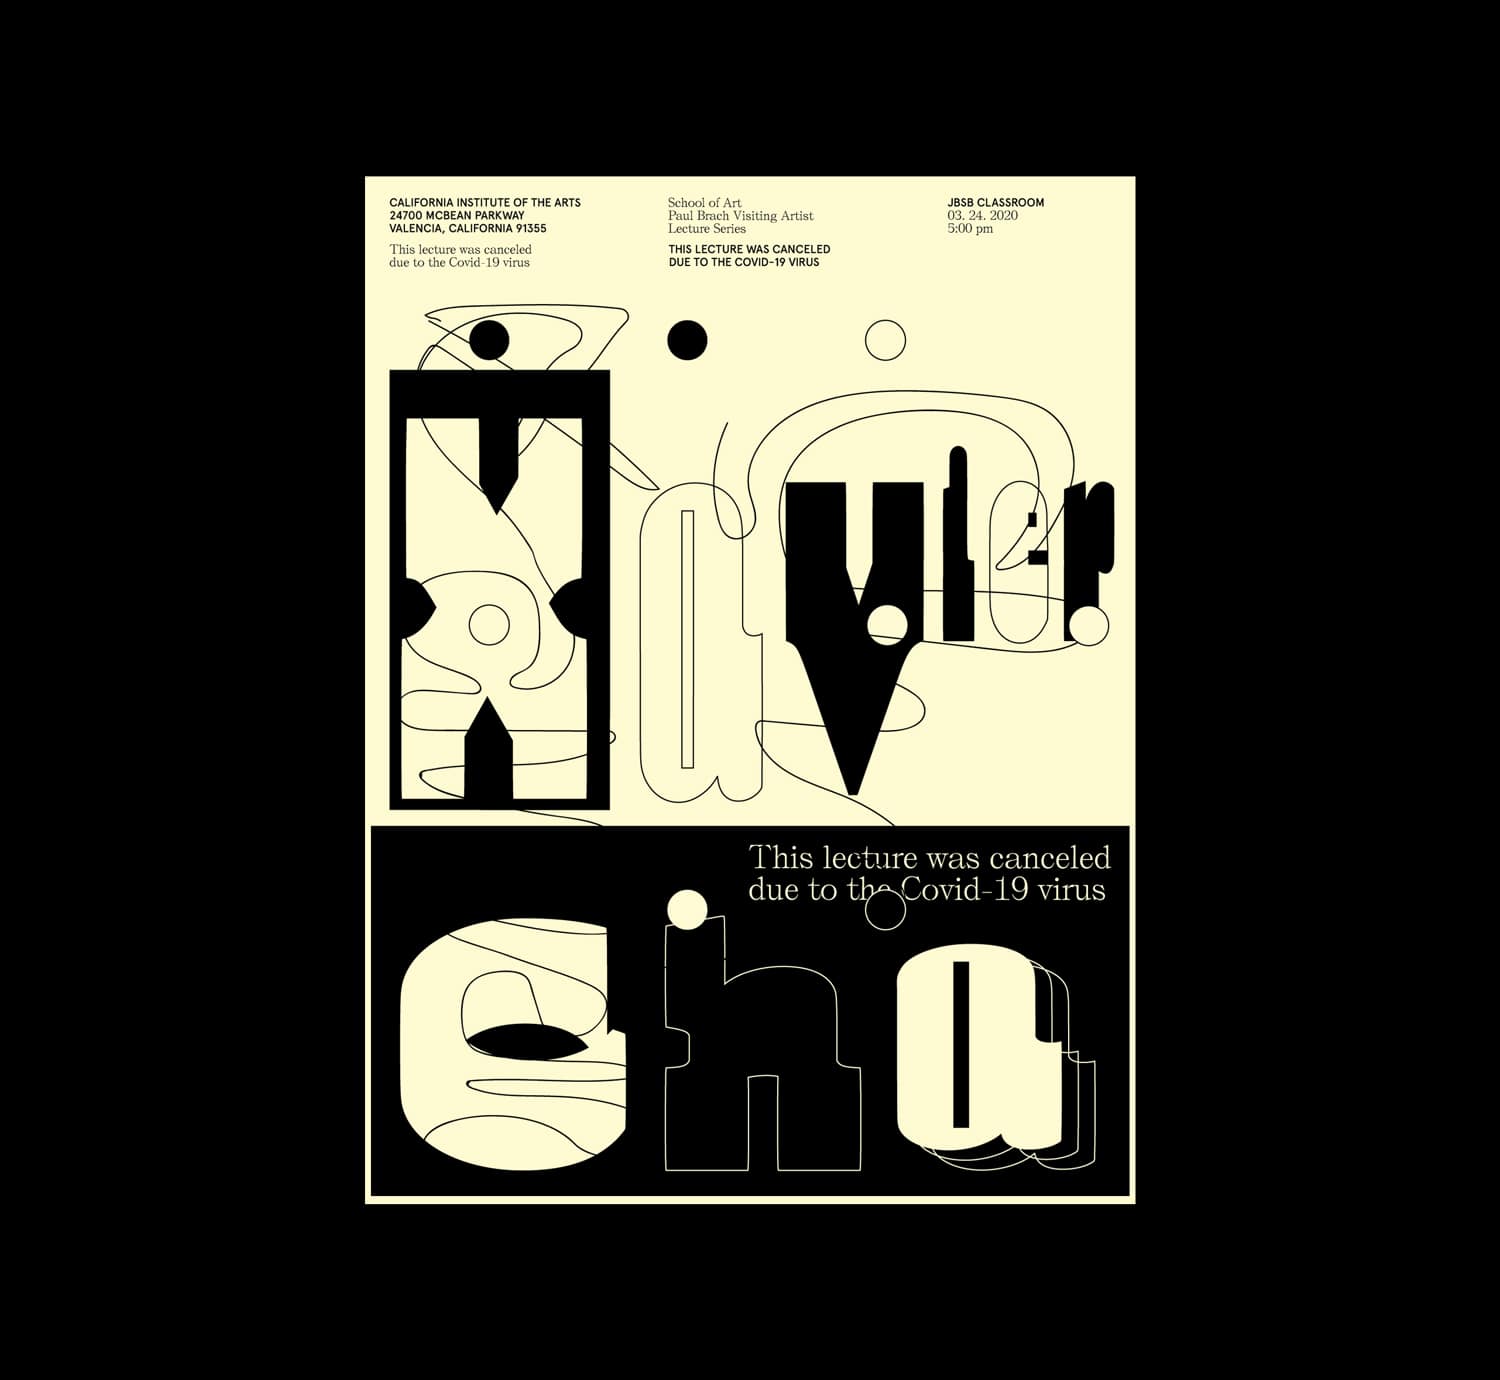 CALIFORNIA INSTITUTE OF THE ARTS
24700 MCBEAN PARKWAY
VALENCIA, CALIFORNIA 91355
This lecture was canceled
due to the Covid-19 virus
School of Art
Paul Brach Visiting Artist
Lecture Series
THIS LECTURE WAS CANCELED
DUE TO THE COVID-19 VIRUS
JBSB CLASSROOM
03. 24. 2020
5:00 pm
Xavier
This lecture was canceled
due to the Covid-19 virus
Cha